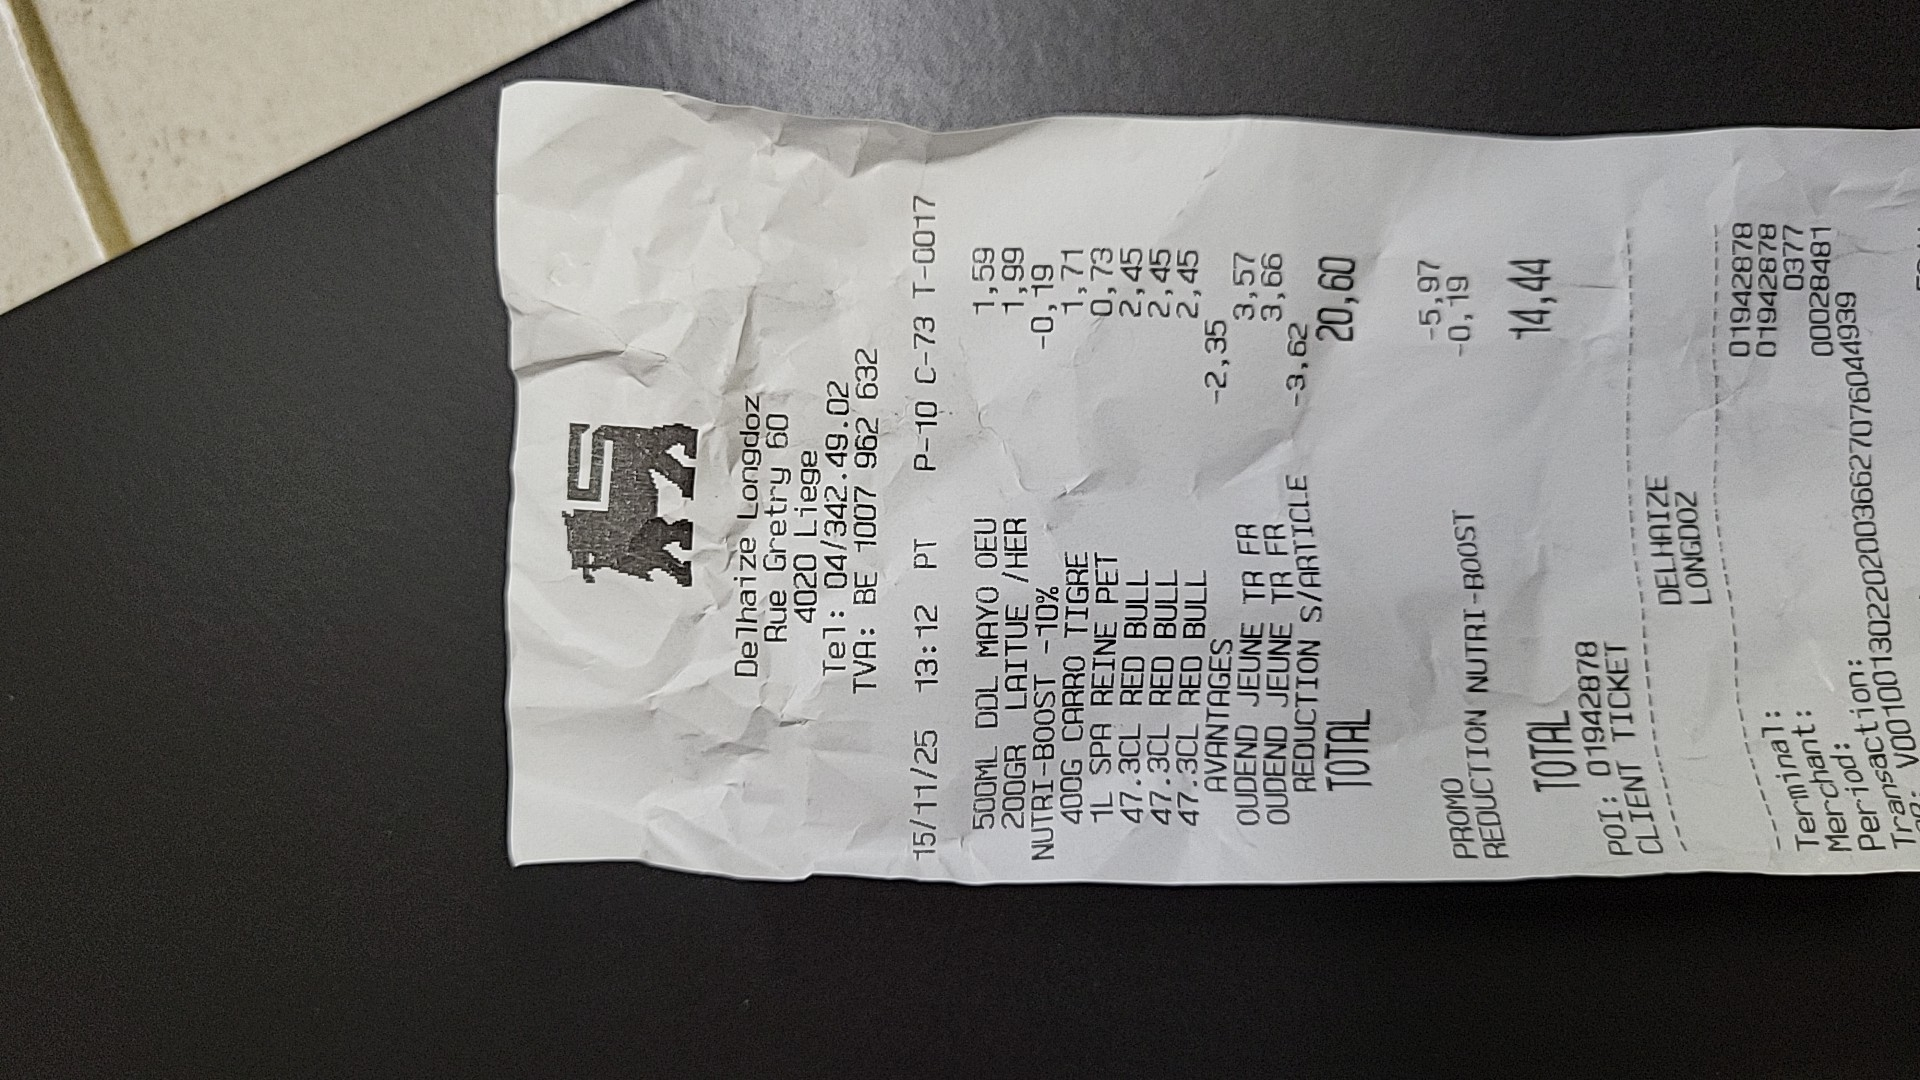 Delhaize Longdoz
Rue Gretry 60
4020 Liege
Tel: 04/342.49.02
TVA: BE 1007 962 632
15/11/25 13:12 PT P-10 C-73 T-0017
500ML DDL MAYO OEU 1,59
200GR LAITUE /HER 1,99
NUTRI-BOOST -10% -0,19
400G CARRO TIGRE 1,71
1L SPA REINE PET 0,73
47.3CL RED BULL 2,45
47.3CL RED BULL 2,45
47.3CL RED BULL 2,45
AVANTAGES -2,35
OUDEND JEUNE TR FR 3,57
OUDEND JEUNE TR FR 3,66
REDUCTION S/ARTICLE -3,62
TOTAL 20,60
PROMO -5,97
REDUCTION NUTRI-BOOST -0,19
TOTAL 14,44
POI: 01942878
CLIENT TICKET
DELHAIZE
LONGDOZ
Terminal: 01942878
Merchant: 01942878
Period: 0377
Transaction: 00028481
V00100130220200366270776044939